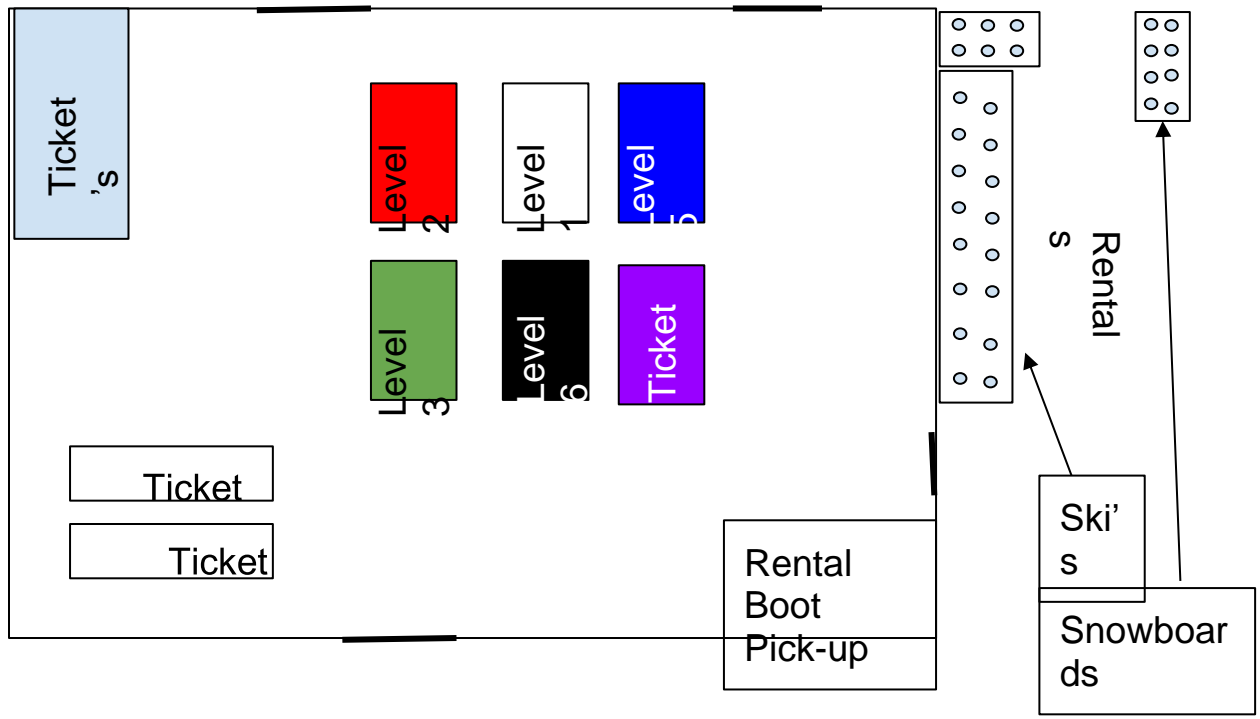 Ticket
's
Level
2
Level
1
Level
5
Level
3
Level
6
Ticket
Rental
s
Ticket
Ticket
Rental
Boot
Pick-up
Ski'
s
Snowboar
ds